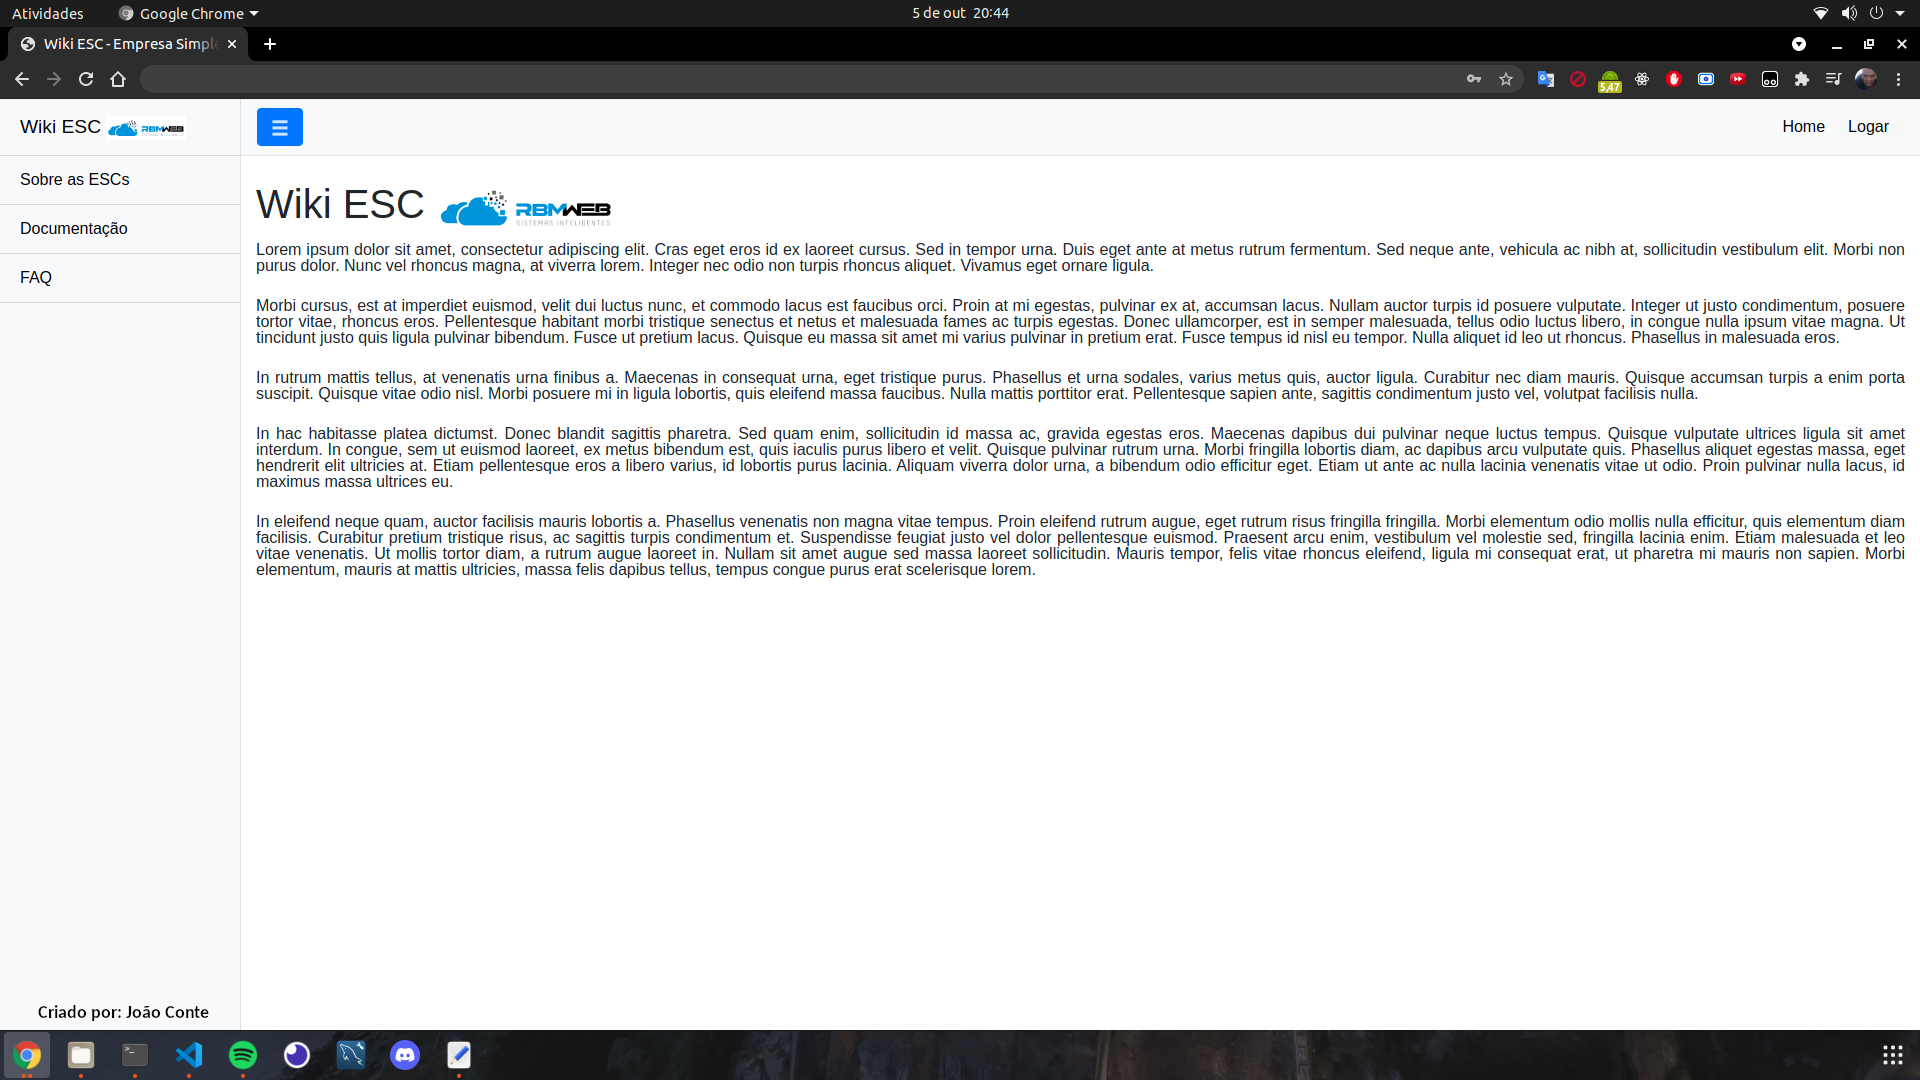 Atividades
Google Chrome
5 de out 20:44
Wiki ESC - Empresa Simple
5,47
Wiki ESC RBMWEB
Home
Logar
Sobre as ESCs
Documentação
FAQ
Wiki ESC RBMWEB
SISTEMAS INTELIGENTES
Lorem ipsum dolor sit amet, consectetur adipiscing elit. Cras eget eros id ex laoreet cursus. Sed in tempor urna. Duis eget ante at metus rutrum fermentum. Sed neque ante, vehicula ac nibh at, sollicitudin vestibulum elit. Morbi non
purus dolor. Nunc vel rhoncus magna, at viverra lorem. Integer nec odio non turpis rhoncus aliquet. Vivamus eget ornare ligula.
Morbi cursus, est at imperdiet euismod, velit dui luctus nunc, et commodo lacus est faucibus orci. Proin at mi egestas, pulvinar ex at, accumsan lacus. Nullam auctor turpis id posuere vulputate. Integer ut justo condimentum, posuere
tortor vitae, rhoncus eros. Pellentesque habitant morbi tristique senectus et netus et malesuada fames ac turpis egestas. Donec ullamcorper, est in semper malesuada, tellus odio luctus libero, in congue nulla ipsum vitae magna. Ut
tincidunt justo quis ligula pulvinar bibendum. Fusce ut pretium lacus. Quisque eu massa sit amet mi varius pulvinar in pretium erat. Fusce tempus id nisl eu tempor. Nulla aliquet id leo ut rhoncus. Phasellus in malesuada eros.
In rutrum mattis tellus, at venenatis urna finibus a. Maecenas in consequat urna, eget tristique purus. Phasellus et urna sodales, varius metus quis, auctor ligula. Curabitur nec diam mauris. Quisque accumsan turpis a enim porta
suscipit. Quisque vitae odio nisl. Morbi posuere mi in ligula lobortis, quis eleifend massa faucibus. Nulla mattis porttitor erat. Pellentesque sapien ante, sagittis condimentum justo vel, volutpat facilisis nulla.
In hac habitasse platea dictumst. Donec blandit sagittis pharetra. Sed quam enim, sollicitudin id massa ac, gravida egestas eros. Maecenas dapibus dui pulvinar neque luctus tempus. Quisque vulputate ultrices ligula sit amet
interdum. In congue, sem ut euismod laoreet, ex metus bibendum est, quis iaculis purus libero et velit. Quisque pulvinar rutrum urna. Morbi fringilla lobortis diam, ac dapibus arcu vulputate quis. Phasellus aliquet egestas massa, eget
hendrerit elit ultricies at. Etiam pellentesque eros a libero varius, id lobortis purus lacinia. Aliquam viverra dolor urna, a bibendum odio efficitur eget. Etiam ut ante ac nulla lacinia venenatis vitae ut odio. Proin pulvinar nulla lacus, id
maximus massa ultrices eu.
In eleifend neque quam, auctor facilisis mauris lobortis a. Phasellus venenatis non magna vitae tempus. Proin eleifend rutrum augue, eget rutrum risus fringilla fringilla. Morbi elementum odio mollis nulla efficitur, quis elementum diam
facilisis. Curabitur pretium tristique risus, ac sagittis turpis condimentum et. Suspendisse feugiat justo vel dolor pellentesque euismod. Praesent arcu enim, vestibulum vel molestie sed, fringilla lacinia enim. Etiam malesuada et leo
vitae venenatis. Ut mollis tortor diam, a rutrum augue laoreet in. Nullam sit amet augue sed massa laoreet sollicitudin. Mauris tempor, felis vitae rhoncus eleifend, ligula mi consequat erat, ut pharetra mi mauris non sapien. Morbi
elementum, mauris at mattis ultricies, massa felis dapibus tellus, tempus congue purus erat scelerisque lorem.
Criado por: João Conte